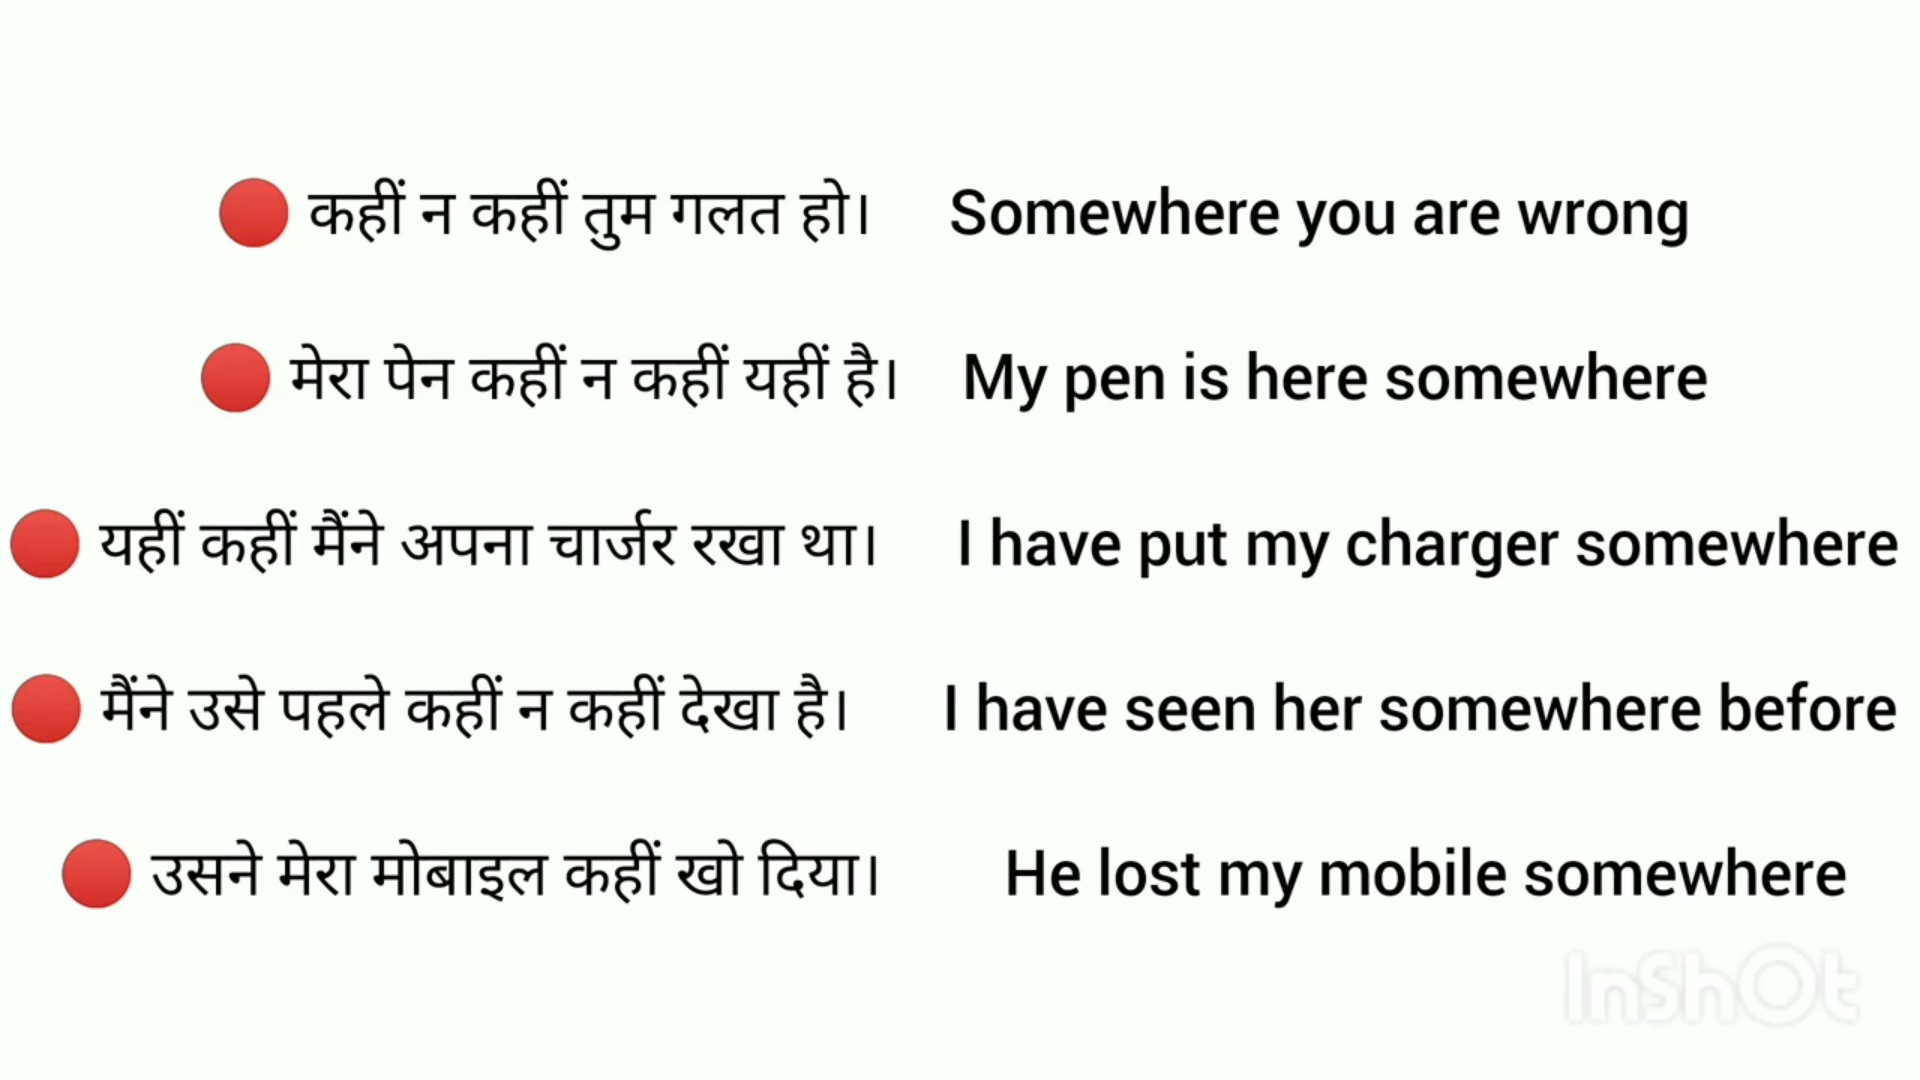 🔴 कहीं न कहीं तुम गलत हो। Somewhere you are wrong
🔴 मेरा पेन कहीं न कहीं यहीं है। My pen is here somewhere
🔴 यहीं कहीं मैंने अपना चार्जर रखा था। I have put my charger somewhere
🔴 मैंने उसे पहले कहीं न कहीं देखा है। I have seen her somewhere before
🔴 उसने मेरा मोबाइल कहीं खो दिया। He lost my mobile somewhere
InShOt